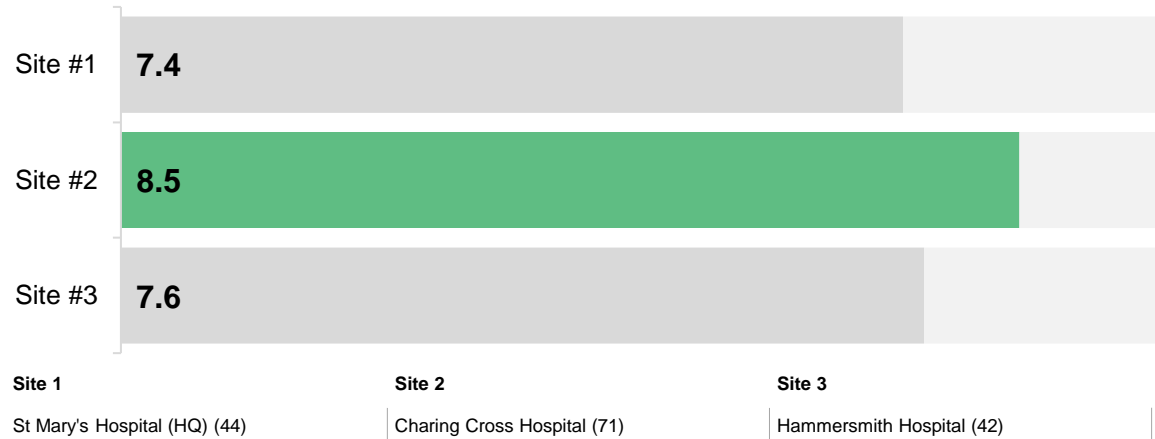 Site #1 7.4
Site #2 8.5
Site #3 7.6
Site 1 Site 2 Site 3
St Mary's Hospital (HQ) (44) Charing Cross Hospital (71) Hammersmith Hospital (42)